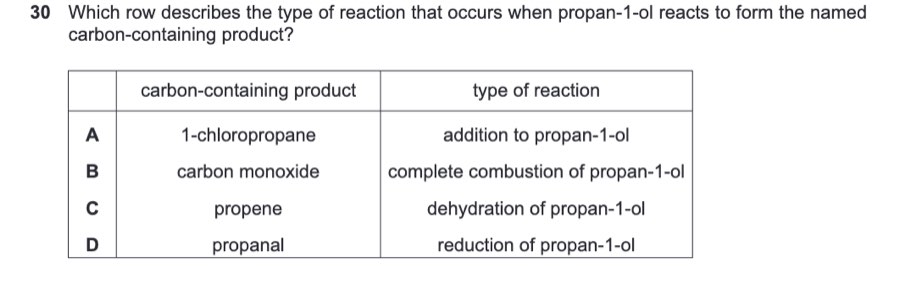 30 Which row describes the type of reaction that occurs when propan-1-ol reacts to form the named
carbon-containing product?
carbon-containing product type of reaction
A 1-chloropropane addition to propan-1-ol
B carbon monoxide complete combustion of propan-1-ol
C propene dehydration of propan-1-ol
D propanal reduction of propan-1-ol